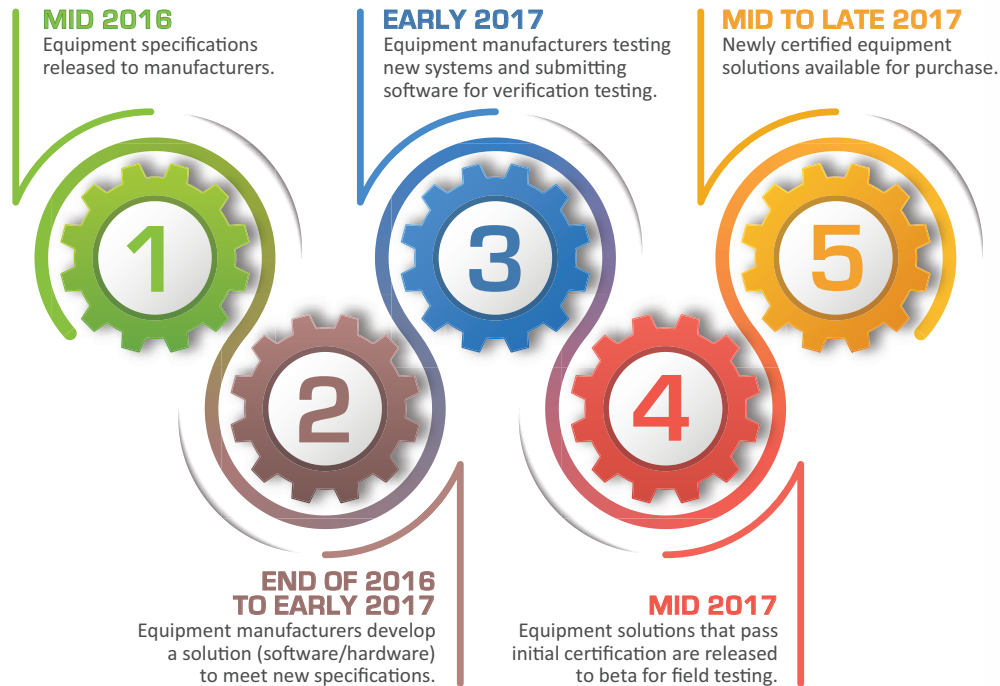 MID 2016
Equipment specifications
released to manufacturers.
EARLY 2017
Equipment manufacturers testing
new systems and submitting
software for verification testing.
MID TO LATE 2017
Newly certified equipment
solutions available for purchase.
1
3
5
2
4
END OF 2016
TO EARLY 2017
Equipment manufacturers develop
a solution (software/hardware)
to meet new specifications.
MID 2017
Equipment solutions that pass
initial certification are released
to beta for field testing.